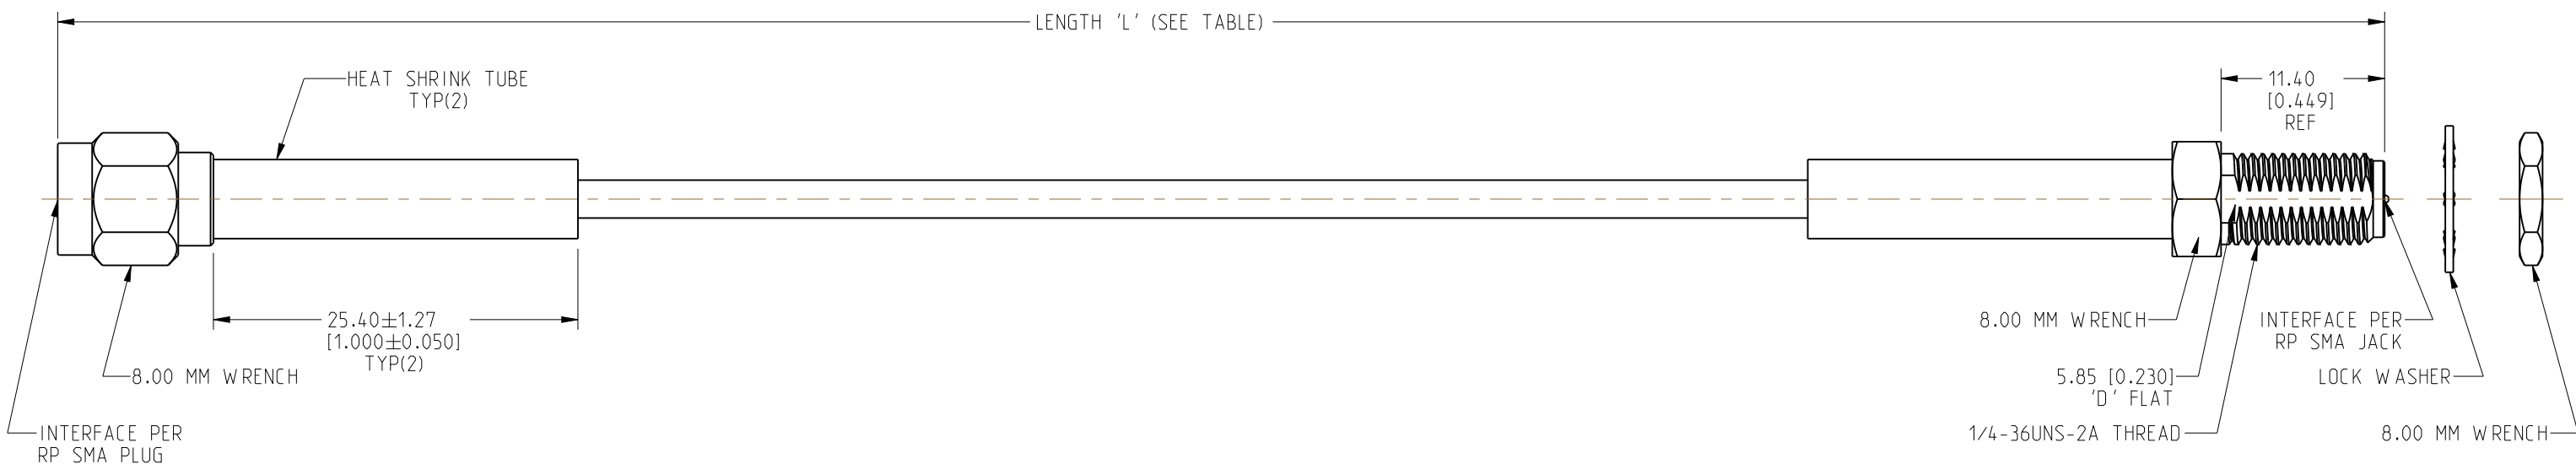 LENGTH 'L' (SEE TABLE)
HEAT SHRINK TUBE
TYP(2)
11.40
[0.449]
REF
25.40±1.27
[1.000±0.050]
TYP(2)
8.00 MM WRENCH
INTERFACE PER
RP SMA PLUG
8.00 MM WRENCH
INTERFACE PER
RP SMA JACK
5.85 [0.230]
'D' FLAT
LOCK WASHER
1/4-36UNS-2A THREAD
8.00 MM WRENCH